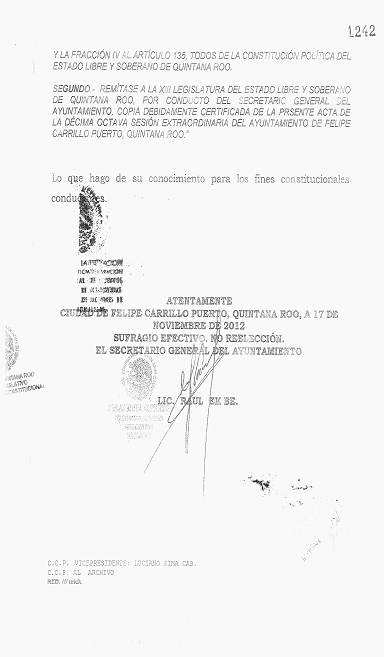 1242
Y LA FRACCIÓN IV AL ARTÍCULO 135, TODOS DE LA CONSTITUCIÓN POLÍTICA DEL
ESTADO LIBRE Y SOBERANO DE QUINTANA ROO.
SEGUNDO.- REMÍTASE A LA XIII LEGISLATURA DEL ESTADO LIBRE Y SOBERANO
DE QUINTANA ROO, POR CONDUCTO DEL SECRETARIC GENERAL DEL
AYUNTAMIENTO, COPIA DEBIDAMENTE CERTIFICADA DE LA PRSENTE ACTA DE
LA DÉCIMA OCTAVA SESIÓN EXTRAORDINARIA DEL AYUNTAMIENTO DE FELIPE
CARRILLO PUERTO, QUINTANA ROO."
Lo que hago de su conocimiento para los fines constitucionales
conducentes.
ATENTAMENTE
CIUDAD DE FELIPE CARRILLO PUERTO, QUINTANA ROO, A 17 DE
NOVIEMBRE DE 2012
SUFRAGIO EFECTIVO. NO REELECCIÓN.
EL SECRETARIO GENERAL DEL AYUNTAMIENTO
LIC. RAUL EK BE.
C.C.P. VICEPRESIDENTE: LUCIANO SIMA CAB.
C.C.P. AL ARCHIVO